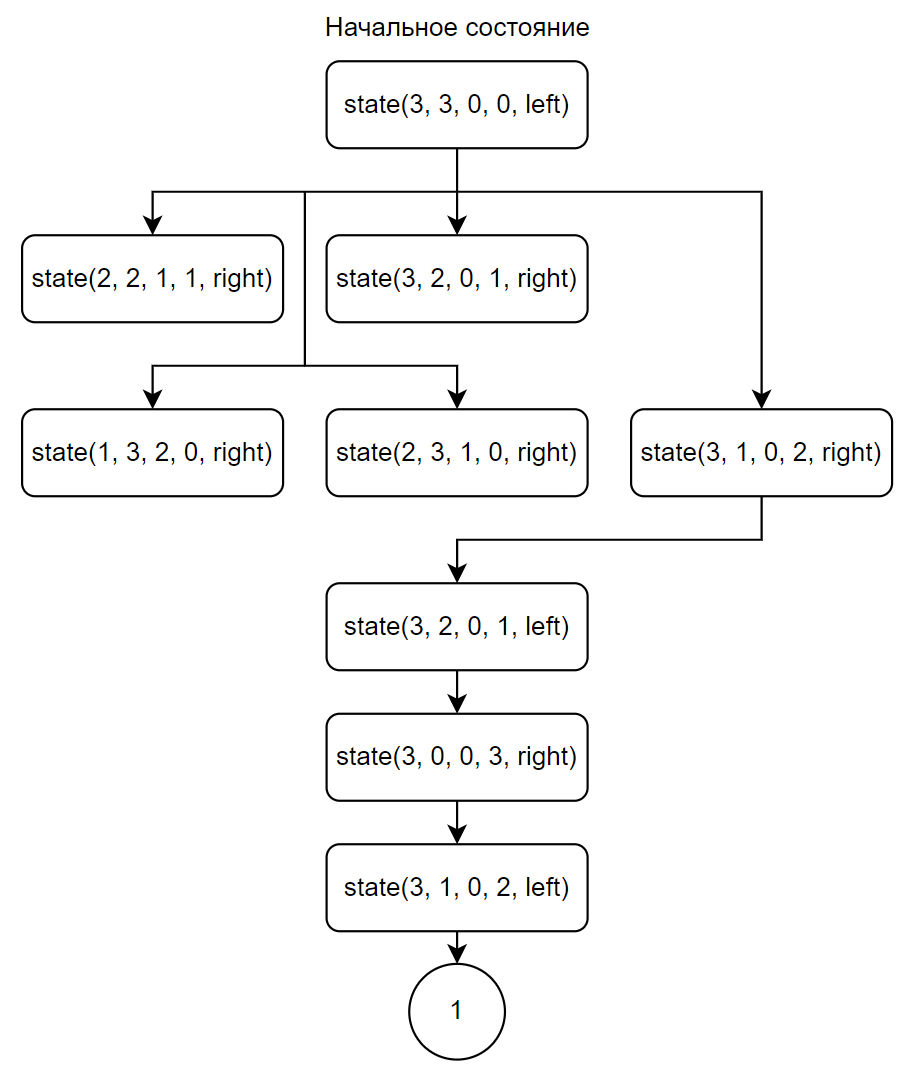 Начальное состояние
state(3, 3, 0, 0, left)
state(2, 2, 1, 1, right)
state(3, 2, 0, 1, right)
state(1, 3, 2, 0, right)
state(2, 3, 1, 0, right)
state(3, 1, 0, 2, right)
state(3, 2, 0, 1, left)
state(3, 0, 0, 3, right)
state(3, 1, 0, 2, left)
1